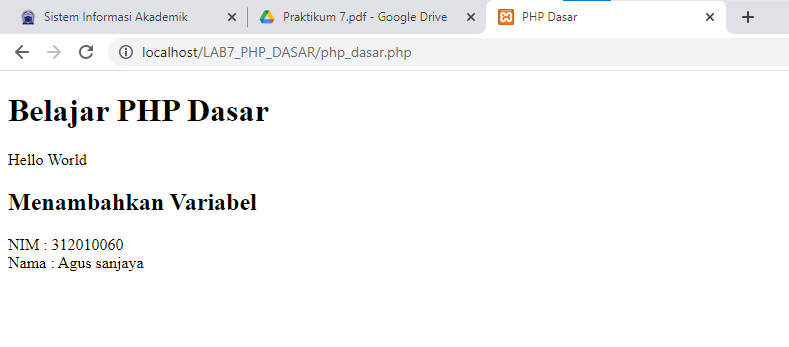 Sistem Informasi Akademik
Praktikum 7.pdf - Google Drive
PHP Dasar
localhost/LAB7_PHP_DASAR/php_dasar.php
Belajar PHP Dasar
Hello World
Menambahkan Variabel
NIM : 312010060
Nama : Agus sanjaya